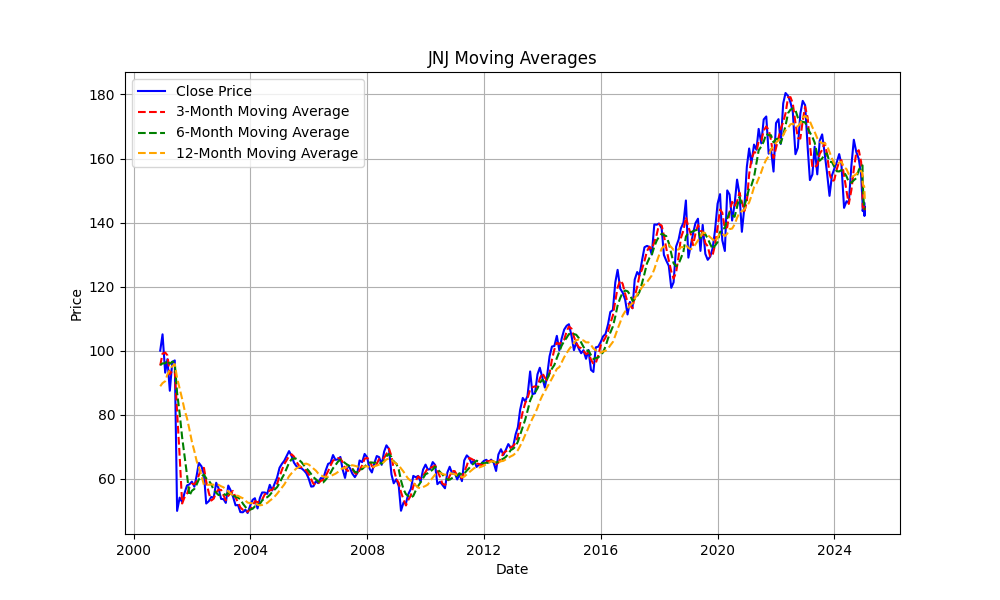 JNJ Moving Averages
Close Price
3-Month Moving Average
6-Month Moving Average
12-Month Moving Average
Price
180
160
140
120
100
80
60
2000 2004 2008 2012 2016 2020 2024
Date